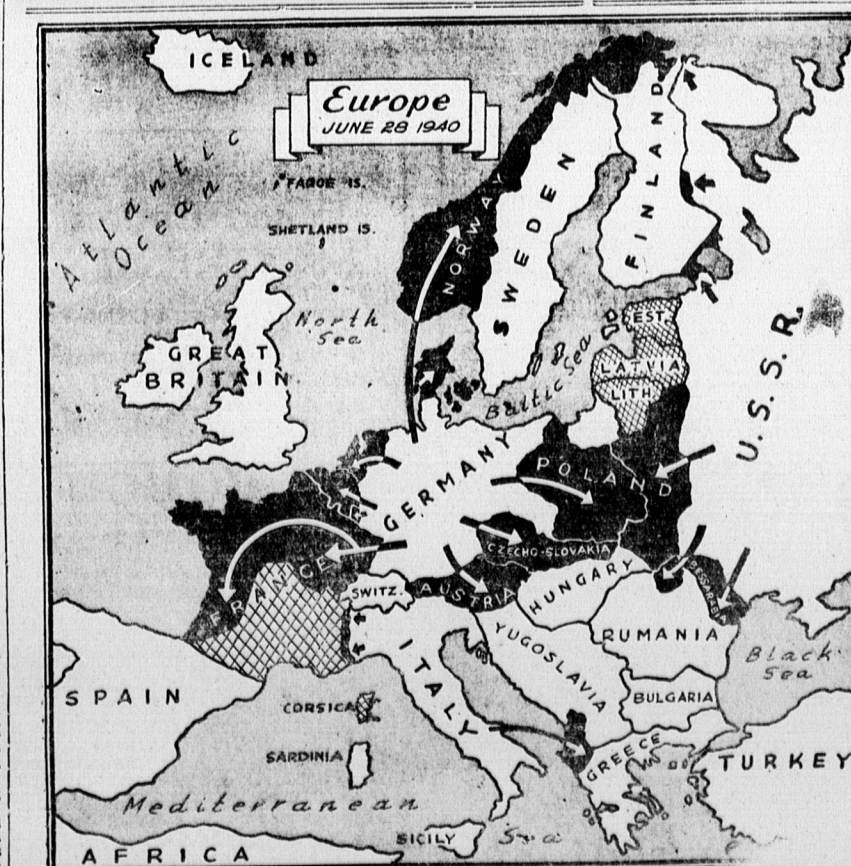 ICELAND
Europe
JUNE 28 1940
Atlantic
Ocean
FAROE IS.
SHETLAND IS.
NORWAY
SWEDEN
FINLAND
North
Sea
GREAT
BRITAIN
Baltic Sea
EST.
LATVIA
LITH
U.S.S.R.
GERMANY
POLAND
CZECHO-SLOVAKIA
FRANCE
SWITZ.
AUSTRIA
HUNGARY
BESSARABIA
RUMANIA
YUGOSLAVIA
ITALY
Black
Sea
SPAIN
BULGARIA
CORSICA
SARDINIA
GREECE
TURKEY
Mediterranean
Sea
SICILY
AFRICA